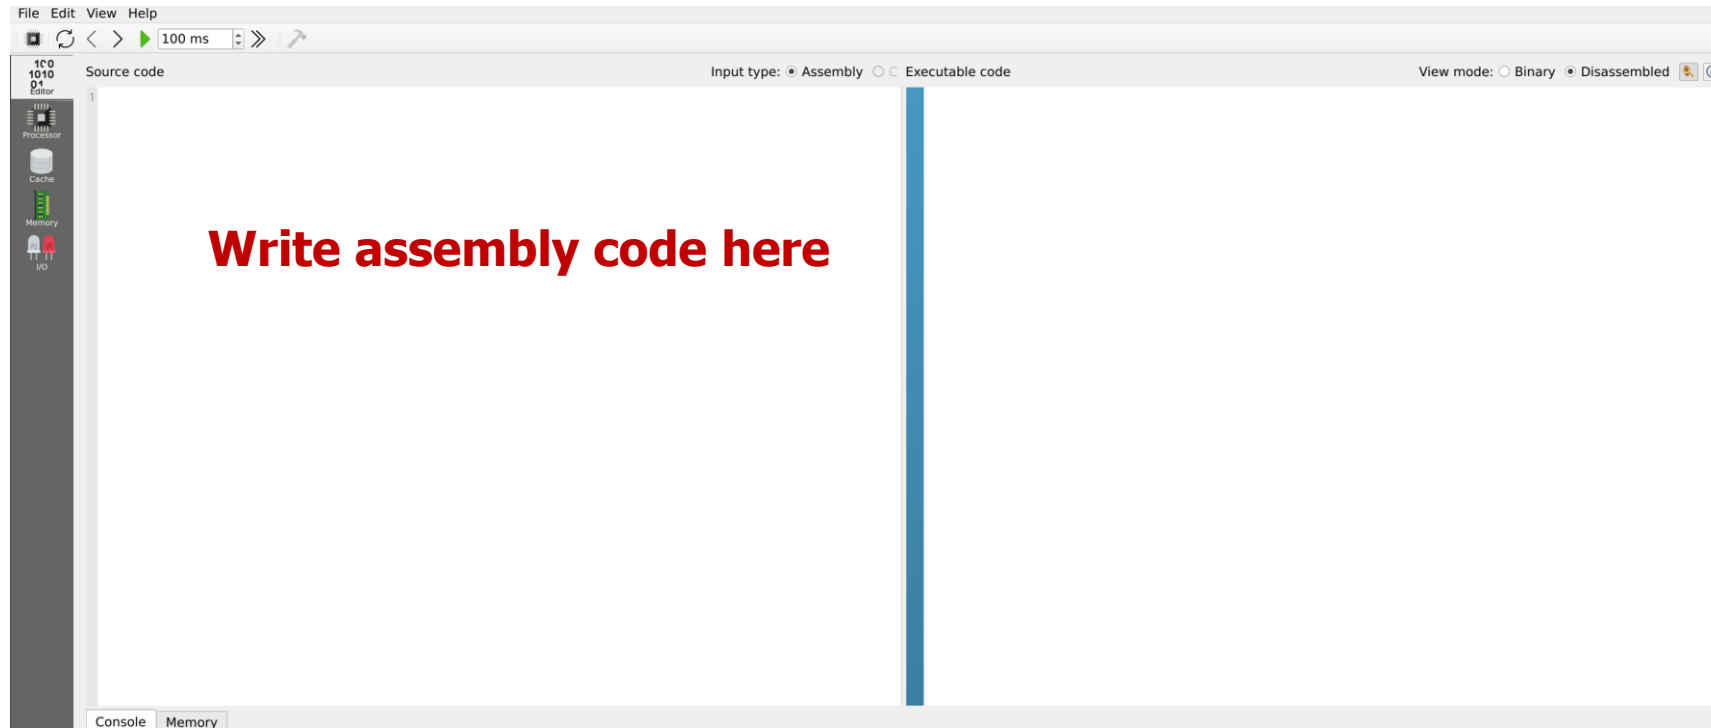 File Edit View Help
100 ms
Source code Input type: Assembly C Executable code View mode: Binary Disassembled
1
Editor
Processor
Cache
Memory
I/O
Write assembly code here
Console Memory